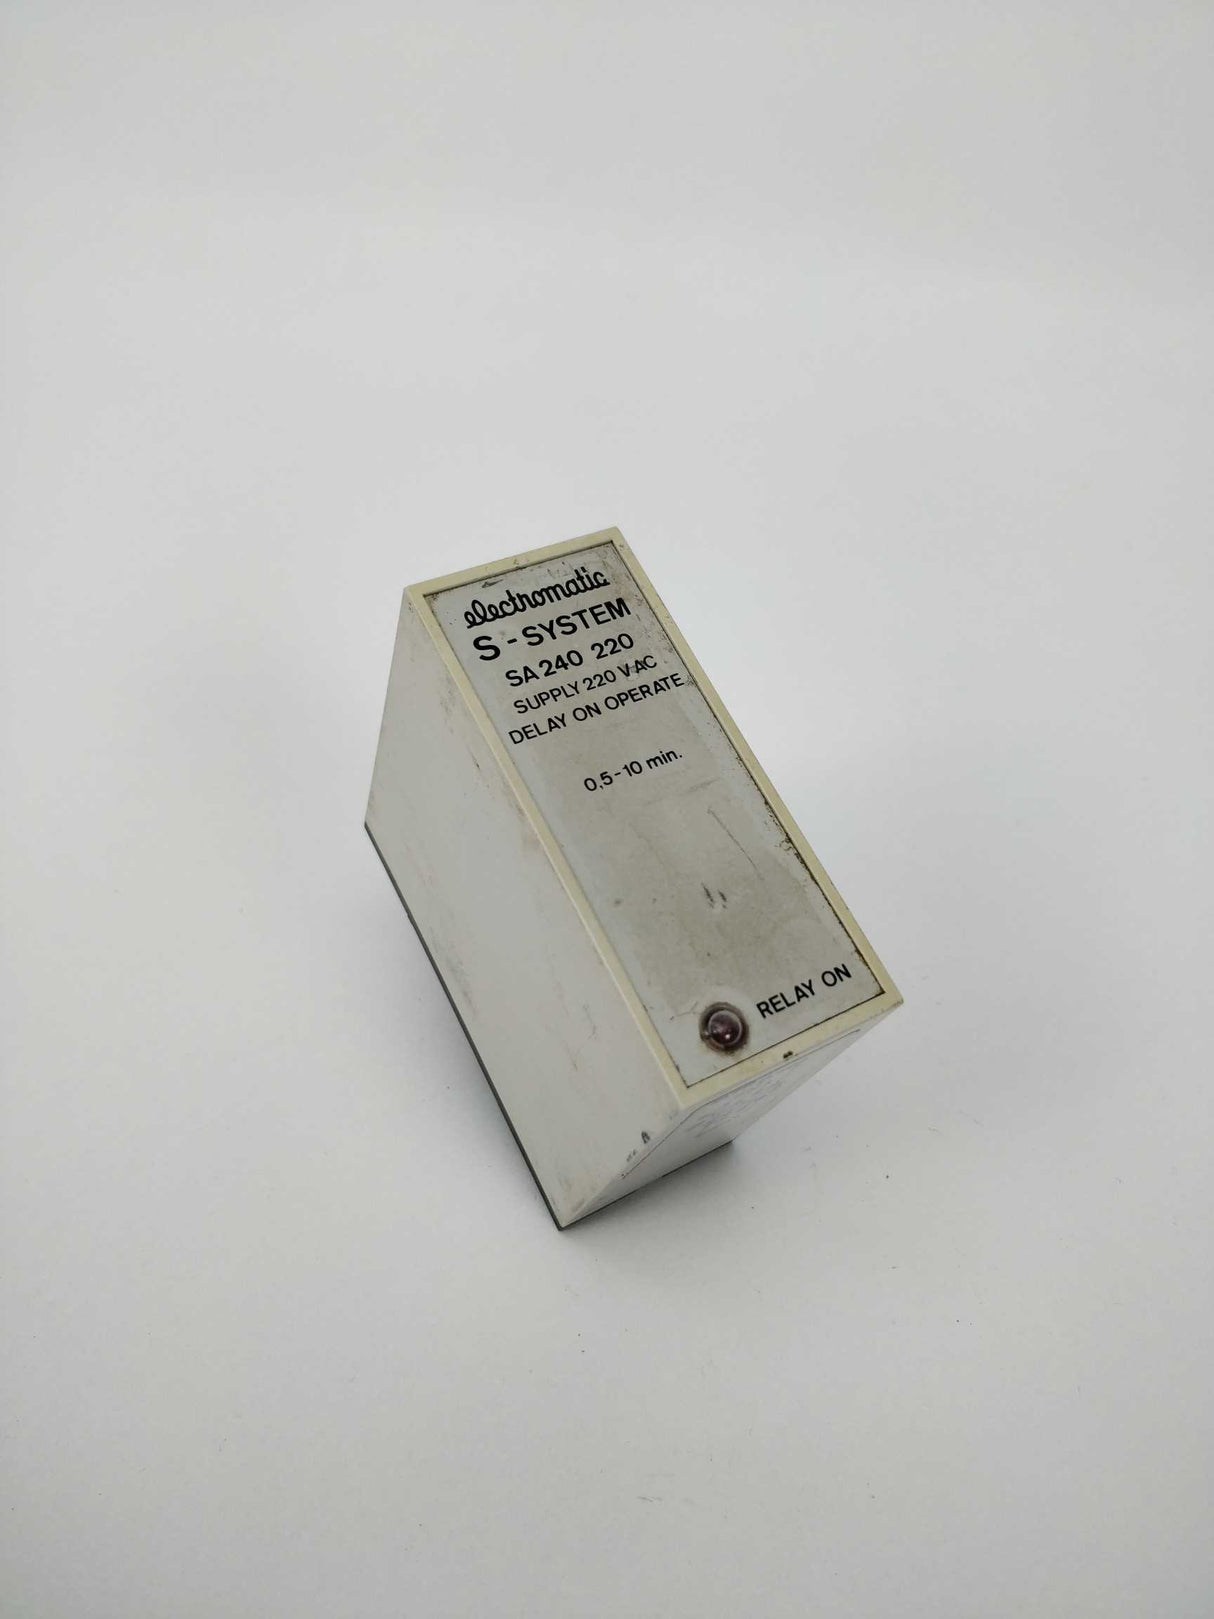 electromatic
S-SYSTEM
SA 240 220
SUPPLY 220 V AC
DELAY ON OPERATE
0,5-10 min.
RELAY ON